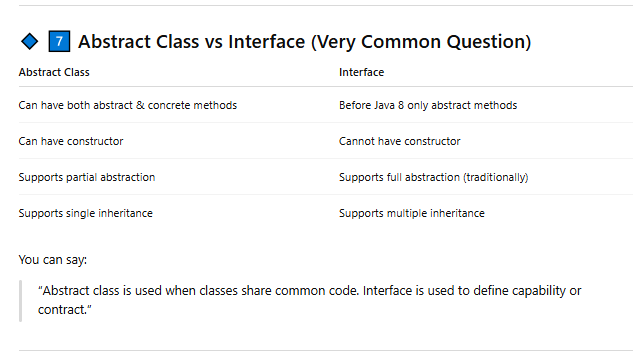 🔷 7️⃣ Abstract Class vs Interface (Very Common Question)
Abstract Class Interface
Can have both abstract & concrete methods Before Java 8 only abstract methods
Can have constructor Cannot have constructor
Supports partial abstraction Supports full abstraction (traditionally)
Supports single inheritance Supports multiple inheritance
You can say:
“Abstract class is used when classes share common code. Interface is used to define capability or
contract.”